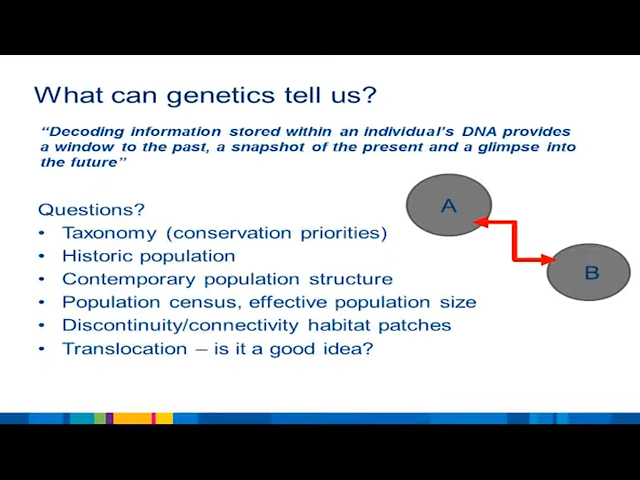 What can genetics tell us?
“Decoding information stored within an individual’s DNA provides
a window to the past, a snapshot of the present and a glimpse into
the future”
Questions?
• Taxonomy (conservation priorities)
• Historic population
• Contemporary population structure
• Population census, effective population size
• Discontinuity/connectivity habitat patches
• Translocation – is it a good idea?
A
B